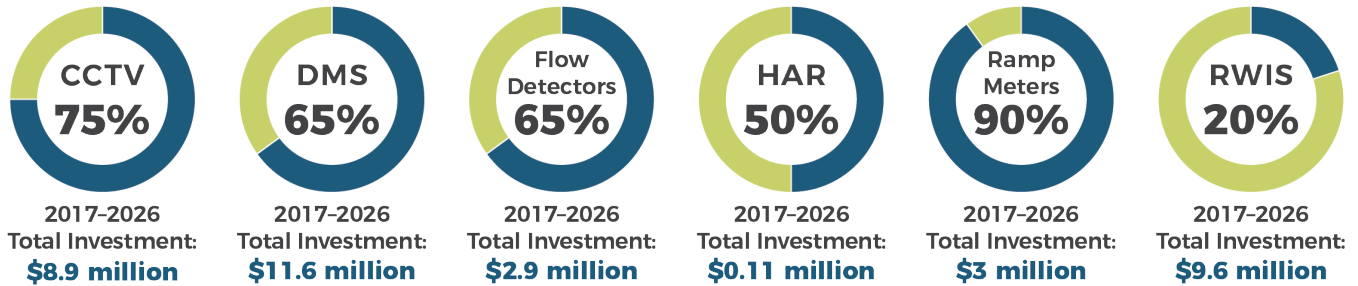 CCTV
75%
2017–2026
Total Investment:
$8.9 million
DMS
65%
2017–2026
Total Investment:
$11.6 million
Flow
Detectors
65%
2017–2026
Total Investment:
$2.9 million
HAR
50%
2017–2026
Total Investment:
$0.11 million
Ramp
Meters
90%
2017–2026
Total Investment:
$3 million
RWIS
20%
2017–2026
Total Investment:
$9.6 million